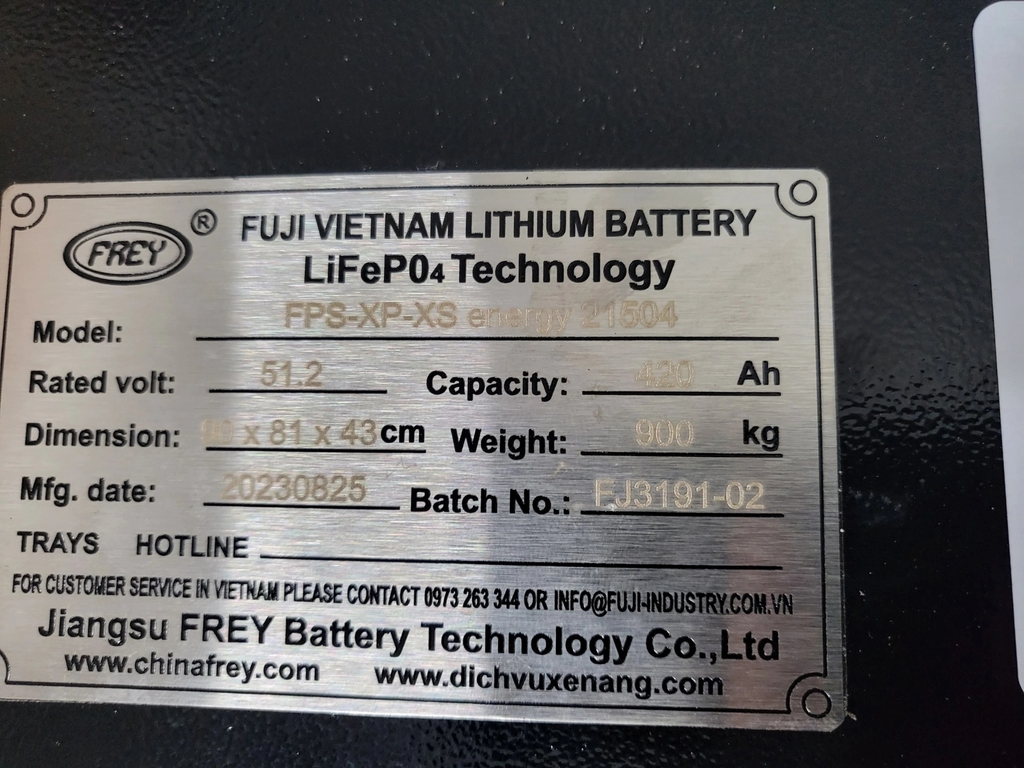 FREY ® FUJI VIETNAM LITHIUM BATTERY
LiFeP04 Technology
Model: FPS-XP-XS energy 21504
Rated volt: 51.2 Capacity: 420 Ah
Dimension: x 81 x 43 cm Weight: 900 kg
Mfg. date: 20230825 Batch No.: FJ3191-02
TRAYS HOTLINE
FOR CUSTOMER SERVICE IN VIETNAM PLEASE CONTACT 0973 263 344 OR INFO@FUJI-INDUSTRY.COM.VN
Jiangsu FREY Battery Technology Co.,Ltd
www.chinafrey.com www.dichvuxenang.com